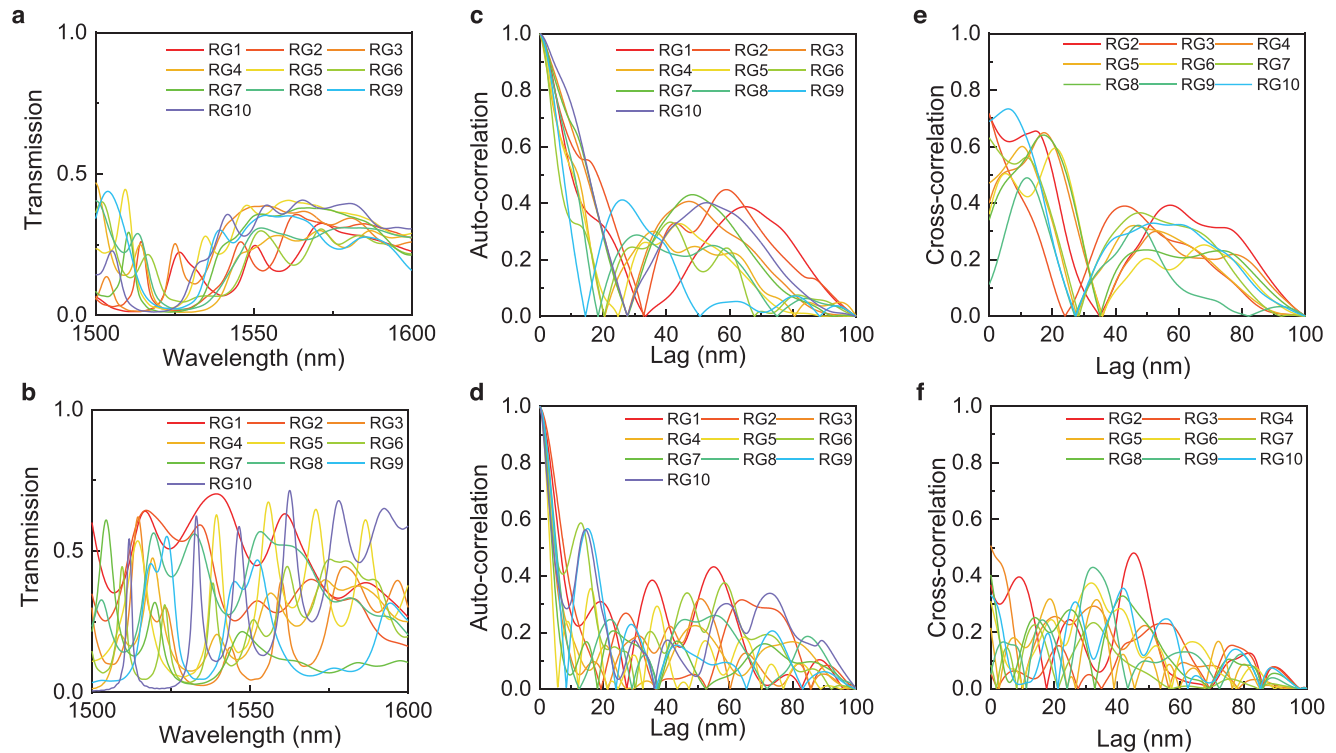 a
1.0
0.5
0.0
Transmission
RG1 RG2 RG3
RG4 RG5 RG6
RG7 RG8 RG9
RG10
1500 1550 1600
Wavelength (nm)
c
1.0
0.8
0.6
0.4
0.2
0.0
Auto-correlation
RG1 RG2 RG3
RG4 RG5 RG6
RG7 RG8 RG9
RG10
0 20 40 60 80 100
Lag (nm)
e
1.0
0.8
0.6
0.4
0.2
0.0
Cross-correlation
RG2 RG3 RG4
RG5 RG6 RG7
RG8 RG9 RG10
0 20 40 60 80 100
Lag (nm)
b
1.0
0.5
0.0
Transmission
RG1 RG2 RG3
RG4 RG5 RG6
RG7 RG8 RG9
RG10
1500 1550 1600
Wavelength (nm)
d
1.0
0.8
0.6
0.4
0.2
0.0
Auto-correlation
RG1 RG2 RG3
RG4 RG5 RG6
RG7 RG8 RG9
RG10
0 20 40 60 80 100
Lag (nm)
f
1.0
0.8
0.6
0.4
0.2
0.0
Cross-correlation
RG2 RG3 RG4
RG5 RG6 RG7
RG8 RG9 RG10
0 20 40 60 80 100
Lag (nm)